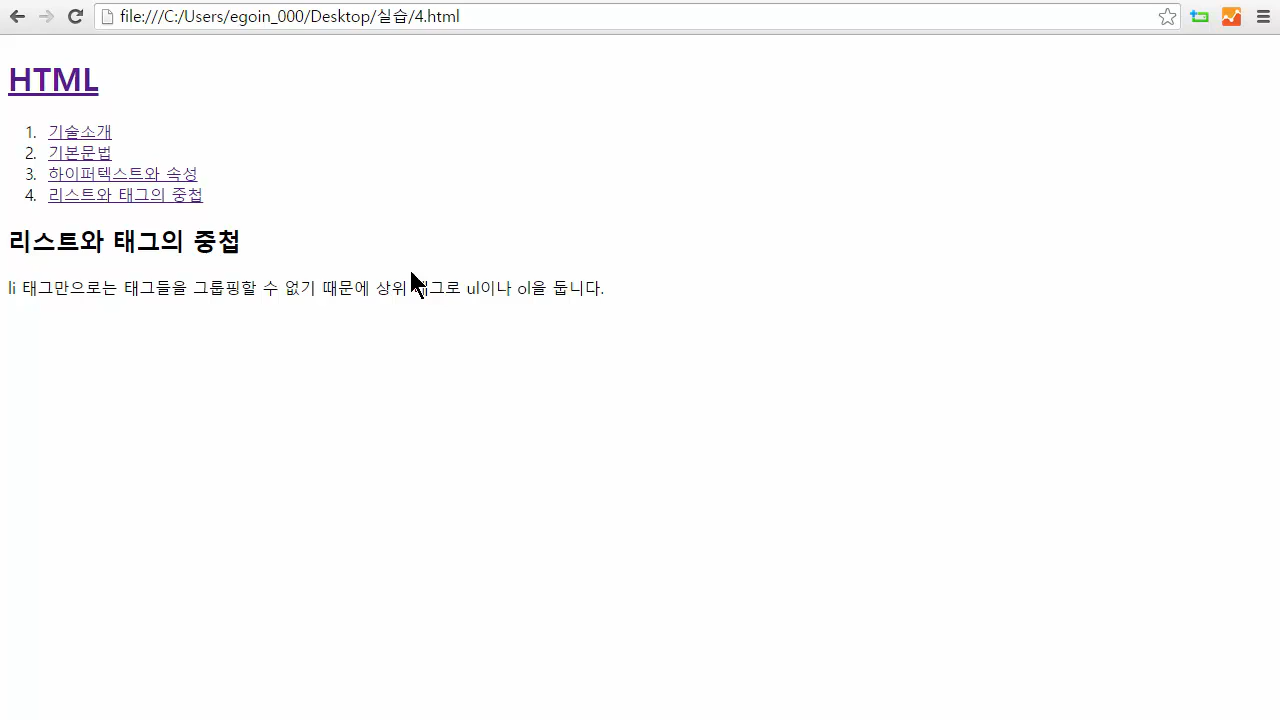 file:///C:/Users/egoin_000/Desktop/실습/4.html
HTML
1. 기술소개
2. 기본문법
3. 하이퍼텍스트와 속성
4. 리스트와 태그의 중첩
리스트와 태그의 중첩
li 태그만으로는 태그들을 그룹핑할 수 없기 때문에 상위 태그로 ul이나 ol을 둡니다.